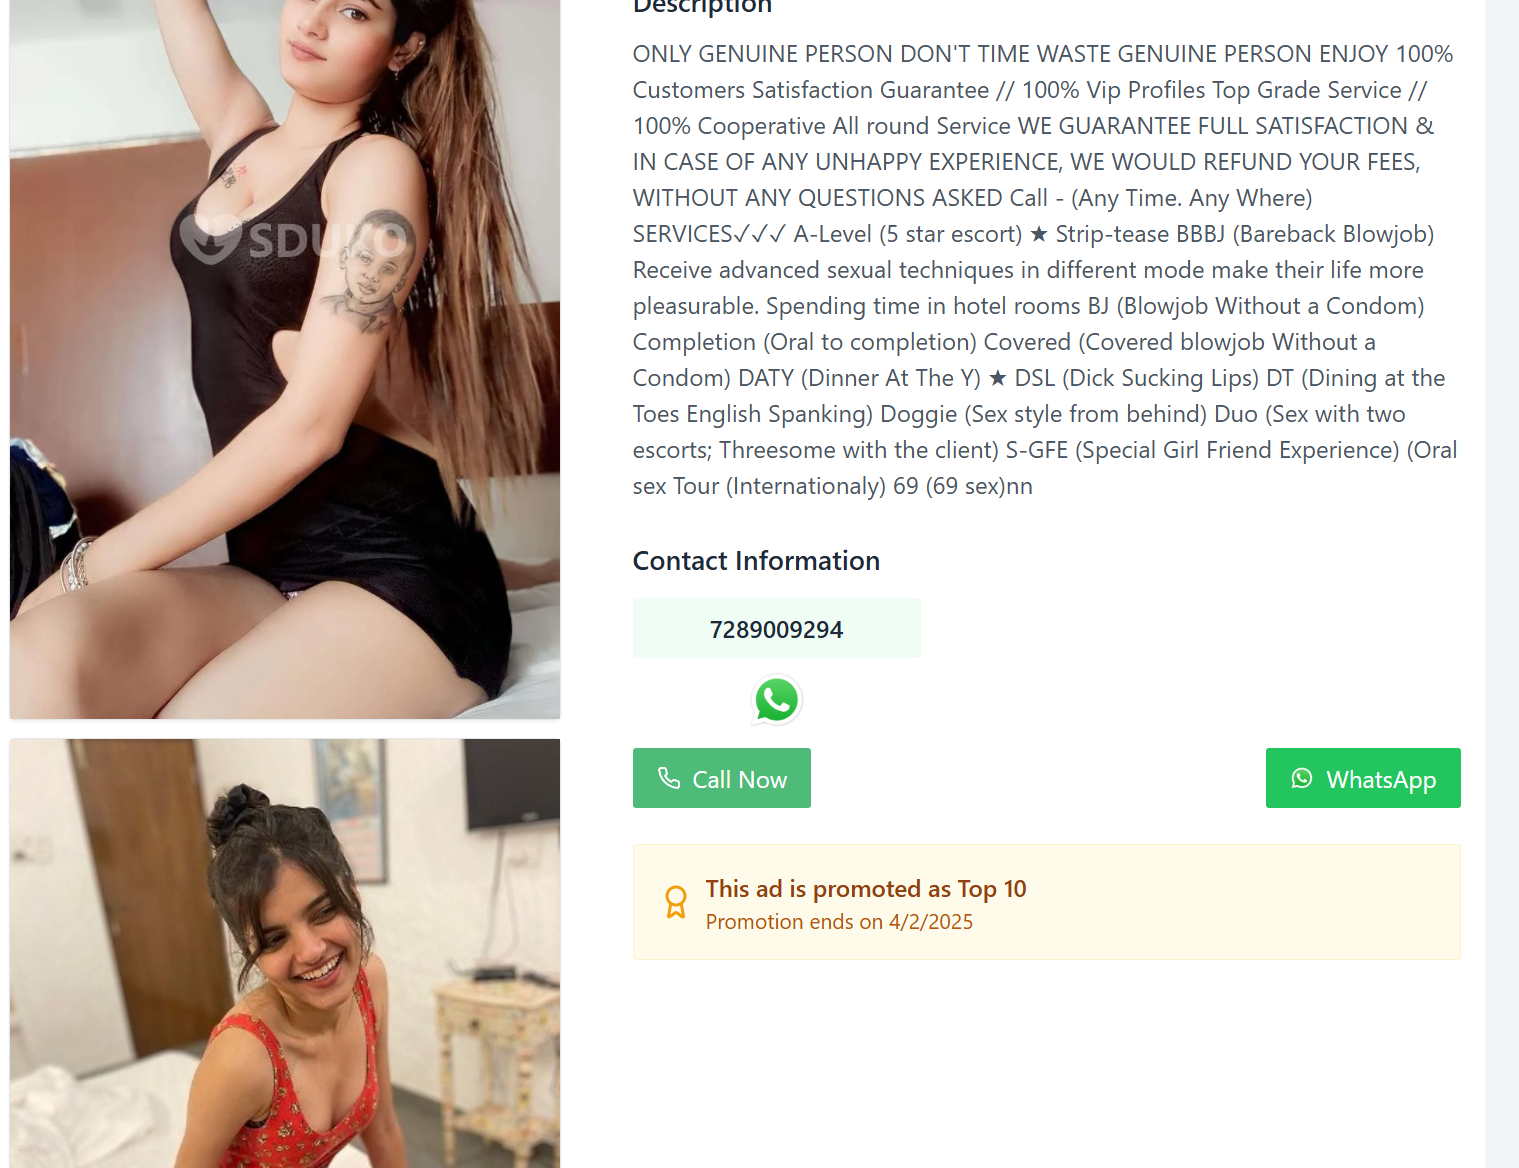 Description
ONLY GENUINE PERSON DON'T TIME WASTE GENUINE PERSON ENJOY 100%
Customers Satisfaction Guarantee // 100% Vip Profiles Top Grade Service //
100% Cooperative All round Service WE GUARANTEE FULL SATISFACTION &
IN CASE OF ANY UNHAPPY EXPERIENCE, WE WOULD REFUND YOUR FEES,
WITHOUT ANY QUESTIONS ASKED Call - (Any Time. Any Where)
SERVICES✓✓✓ A-Level (5 star escort) ★ Strip-tease BBBJ (Bareback Blowjob)
Receive advanced sexual techniques in different mode make their life more
pleasurable. Spending time in hotel rooms BJ (Blowjob Without a Condom)
Completion (Oral to completion) Covered (Covered blowjob Without a
Condom) DATY (Dinner At The Y) ★ DSL (Dick Sucking Lips) DT (Dining at the
Toes English Spanking) Doggie (Sex style from behind) Duo (Sex with two
escorts; Threesome with the client) S-GFE (Special Girl Friend Experience) (Oral
sex Tour (Internationaly) 69 (69 sex)nn
Contact Information
7289009294
Call Now
WhatsApp
This ad is promoted as Top 10
Promotion ends on 4/2/2025